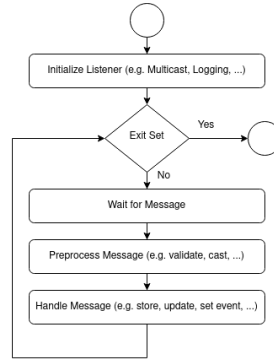 Initialize Listener (e.g. Multicast, Logging, ...)
Exit Set
Yes
No
Wait for Message
Preprocess Message (e.g. validate, cast, ...)
Handle Message (e.g. store, update, set event, ...)